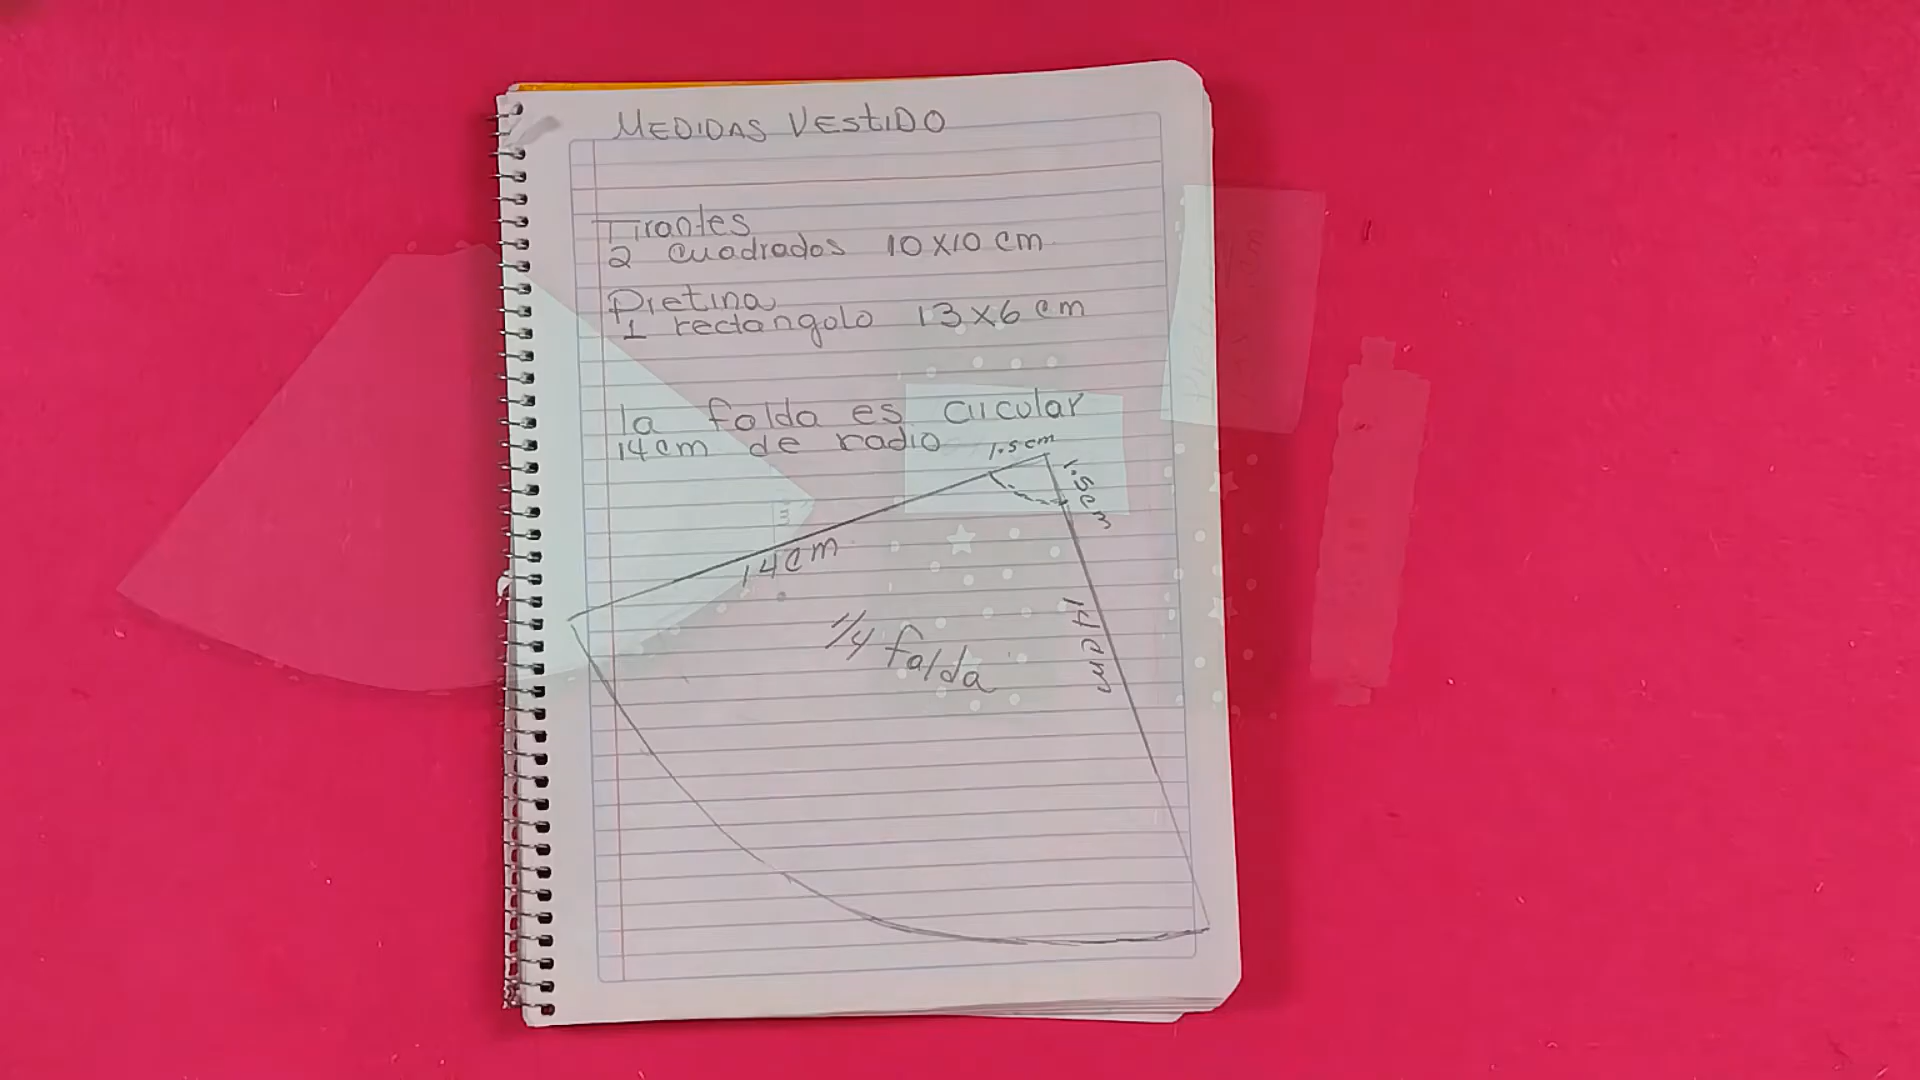 MEDIDAS VESTIDO
Tirantes
2 cuadrados 10x10 cm
Pretina
1 rectangolo 13x6 cm
la falda es circular
14cm de radio
1.5cm
1.5cm
14cm
14cm
1/4 falda